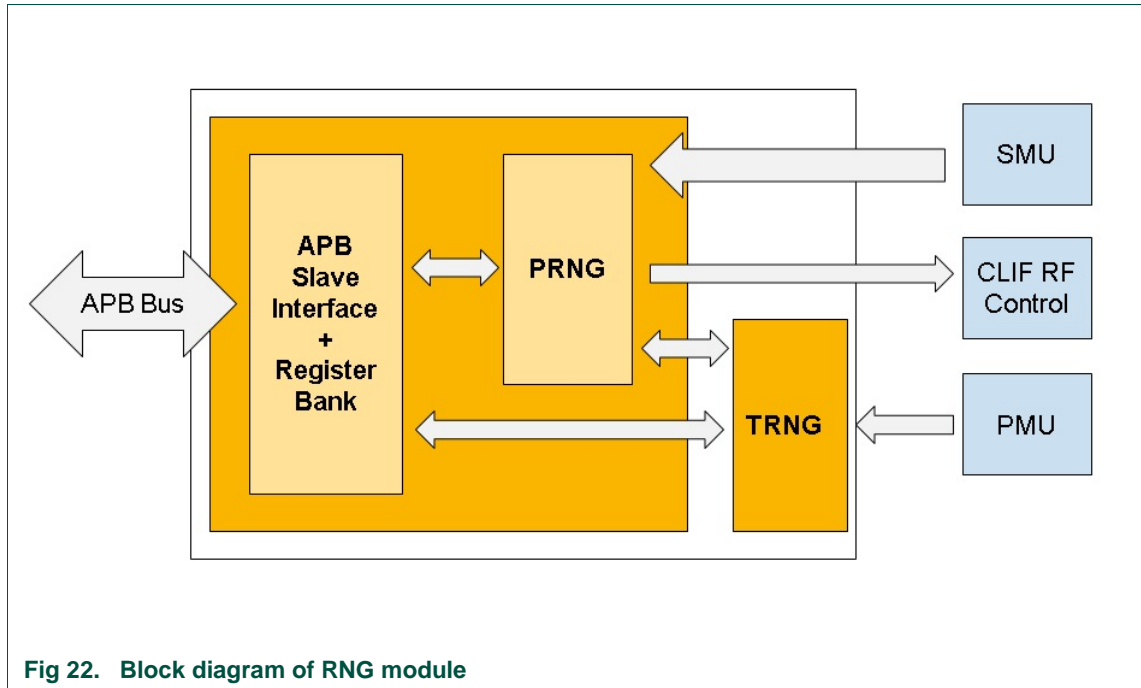 APB Bus
APB
Slave
Interface
+
Register
Bank
PRNG
TRNG
SMU
CLIF RF
Control
PMU
Fig 22. Block diagram of RNG module